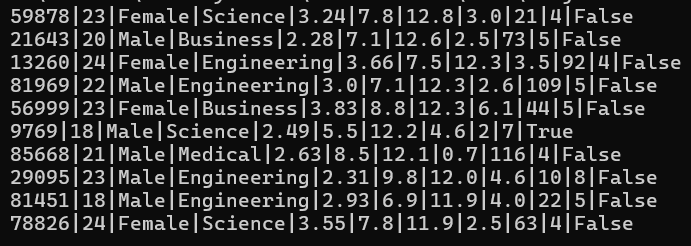 59878|23|Female|Science|3.24|7.8|12.8|3.0|21|4|False
21643|20|Male|Business|2.28|7.1|12.6|2.5|73|5|False
13260|24|Female|Engineering|3.66|7.5|12.3|3.5|92|4|False
81969|22|Male|Engineering|3.0|7.1|12.3|2.6|109|5|False
56999|23|Female|Business|3.83|8.8|12.3|6.1|44|5|False
9769|18|Male|Science|2.49|5.5|12.2|4.6|2|7|True
85668|21|Male|Medical|2.63|8.5|12.1|0.7|116|4|False
29095|23|Male|Engineering|2.31|9.8|12.0|4.6|10|8|False
81451|18|Male|Engineering|2.93|6.9|11.9|4.0|22|5|False
78826|24|Female|Science|3.55|7.8|11.9|2.5|63|4|False